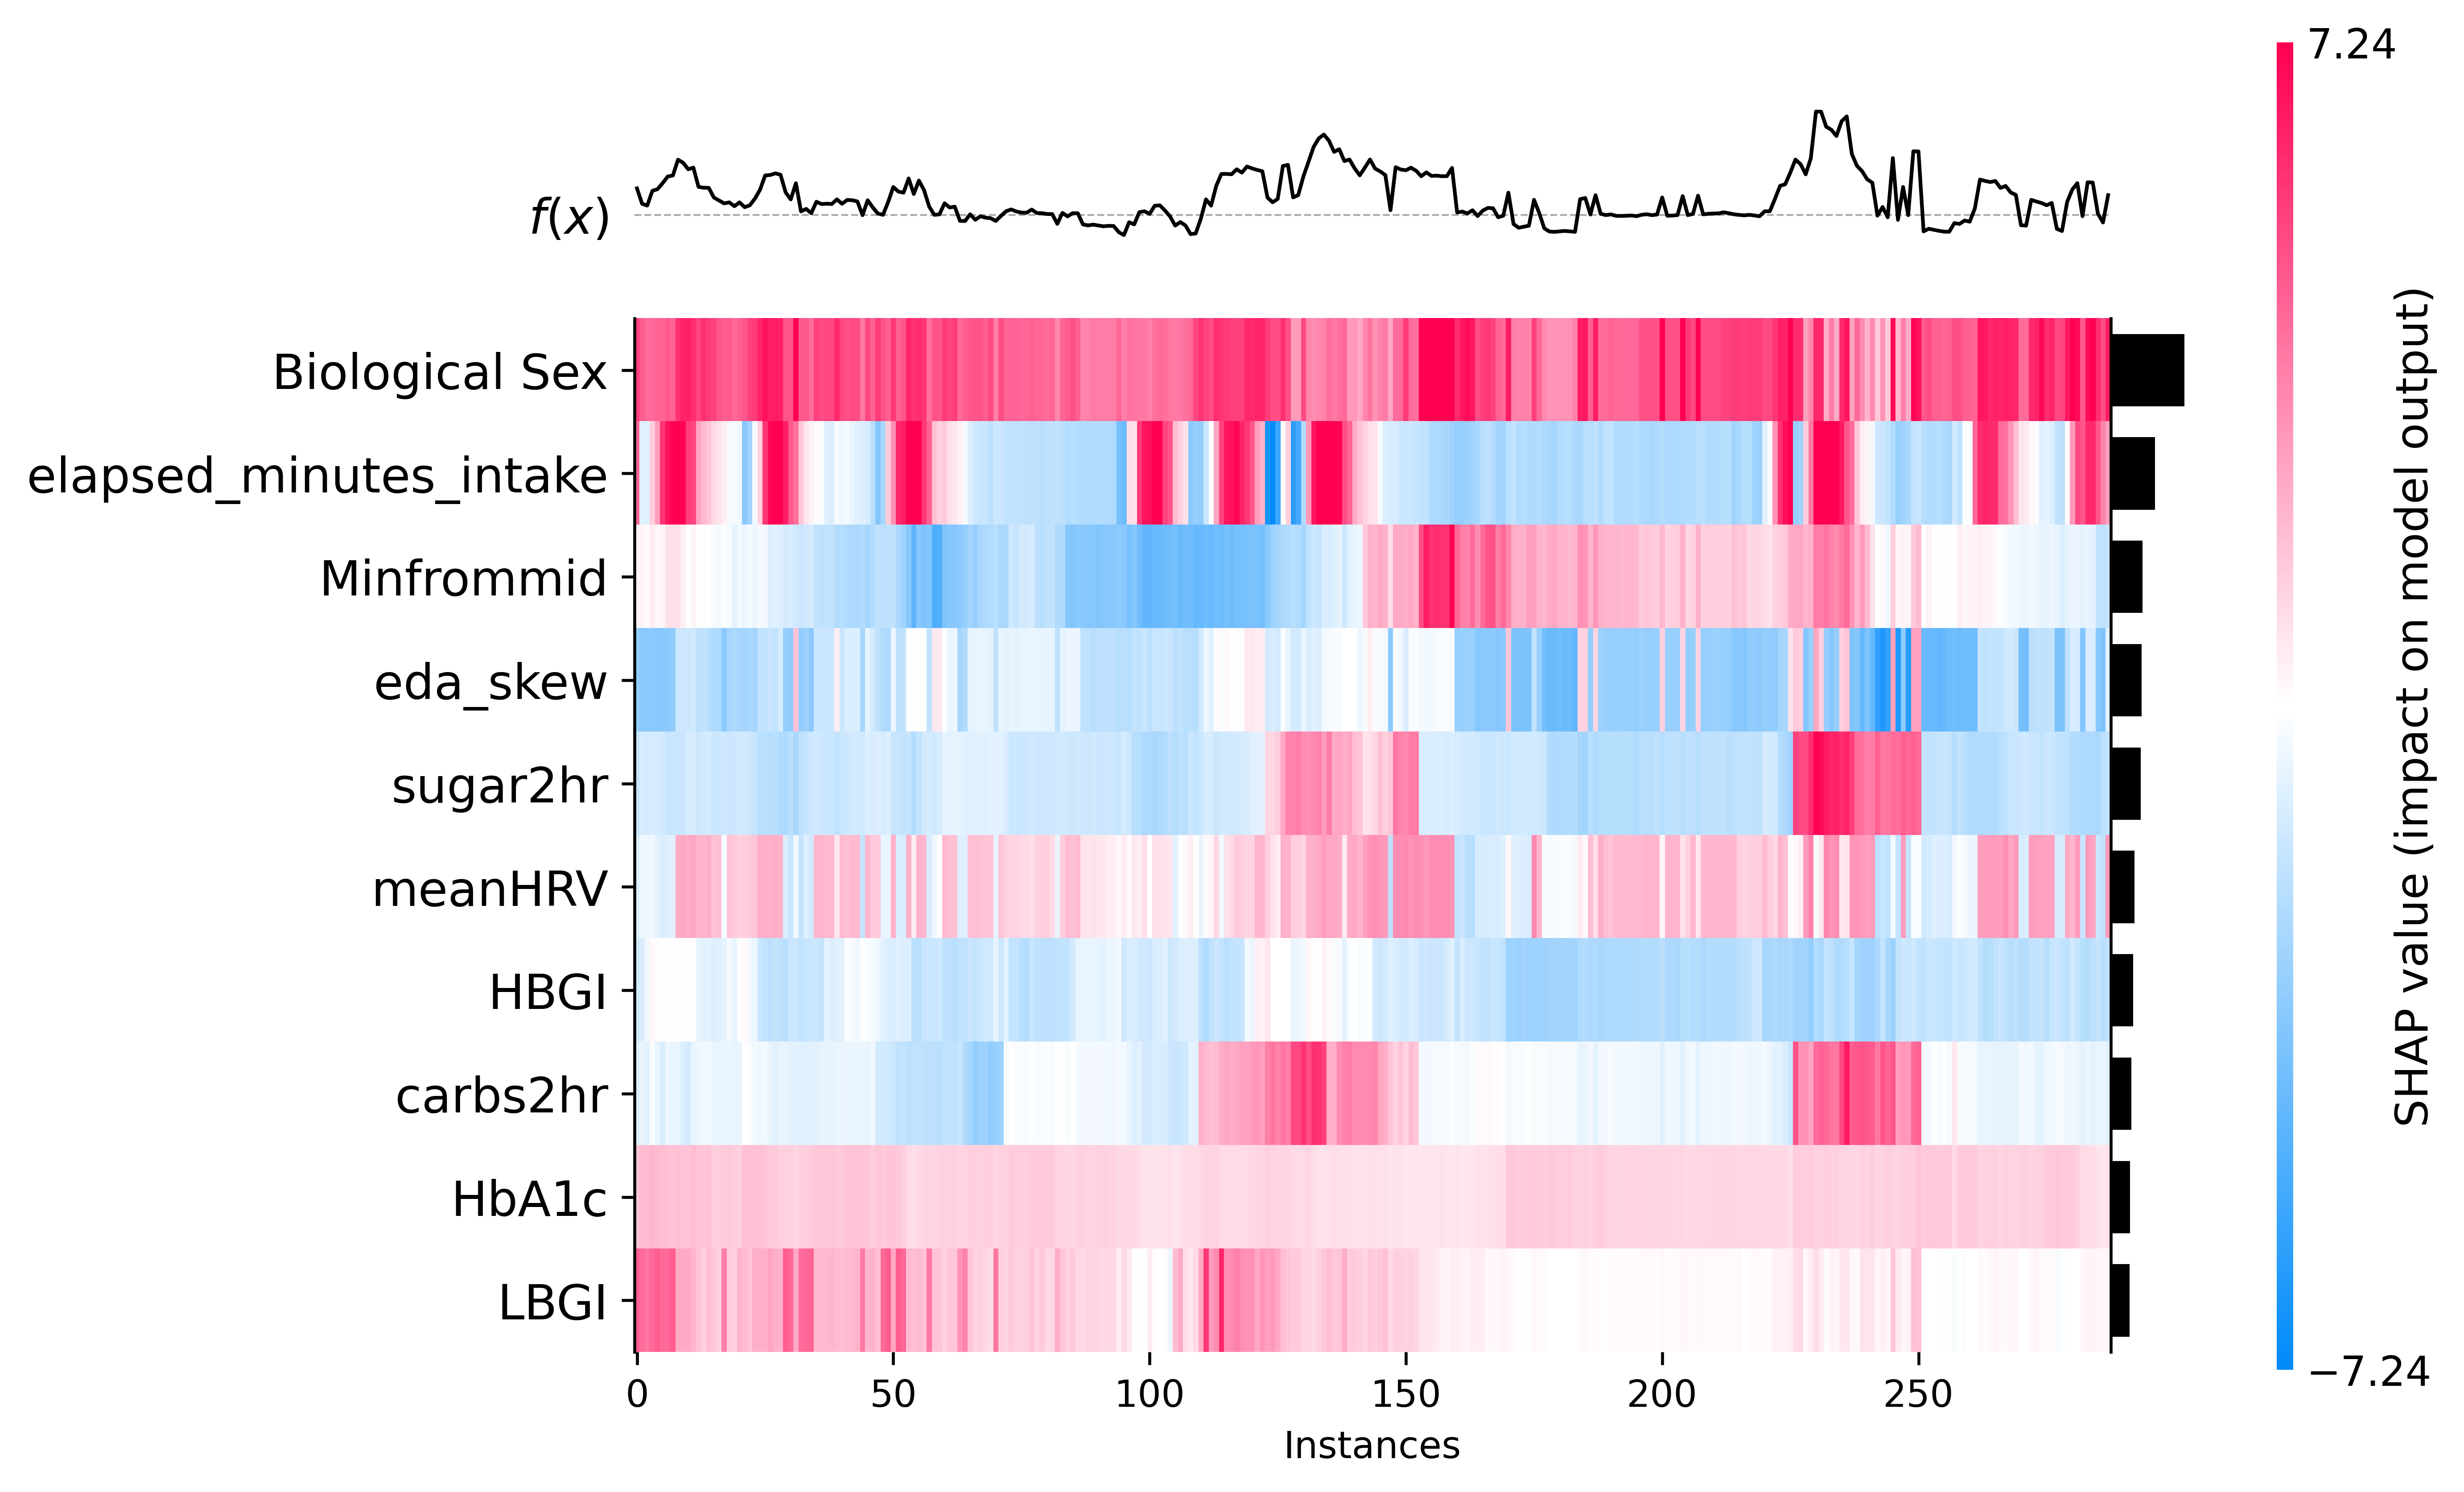 7.24
f(x)
Biological Sex
elapsed_minutes_intake
Minfrommid
eda_skew
sugar2hr
meanHRV
HBGI
carbs2hr
HbA1c
LBGI
0 50 100 150 200 250
Instances
−7.24
SHAP value (impact on model output)